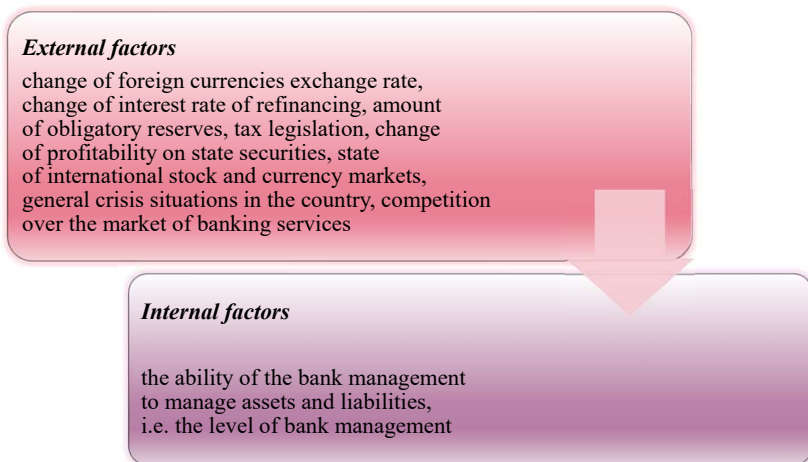 External factors
change of foreign currencies exchange rate,
change of interest rate of refinancing, amount
of obligatory reserves, tax legislation, change
of profitability on state securities, state
of international stock and currency markets,
general crisis situations in the country, competition
over the market of banking services
Internal factors
the ability of the bank management
to manage assets and liabilities,
i.e. the level of bank management